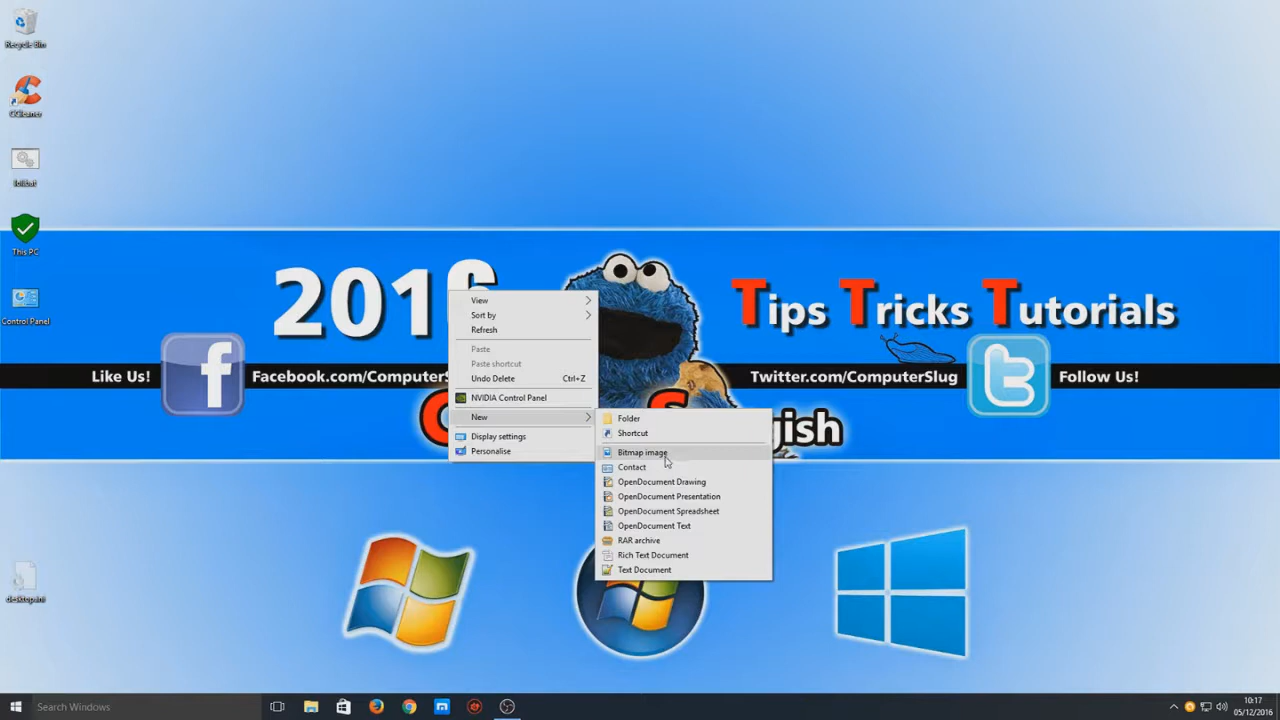 Recycle Bin
CCleaner
This PC
Control Panel
2016
Tips Tricks Tutorials
Like Us!
Facebook.com/ComputerS
Twitter.com/ComputerSlug
Follow Us!
glish
View
Sort by
Refresh
Paste
Paste shortcut
Undo Delete Ctrl+Z
NVIDIA Control Panel
New
Display settings
Personalise
Folder
Shortcut
Bitmap image
Contact
OpenDocument Drawing
OpenDocument Presentation
OpenDocument Spreadsheet
OpenDocument Text
RAR archive
Rich Text Document
Text Document
Search Windows
10:17
05/12/2016